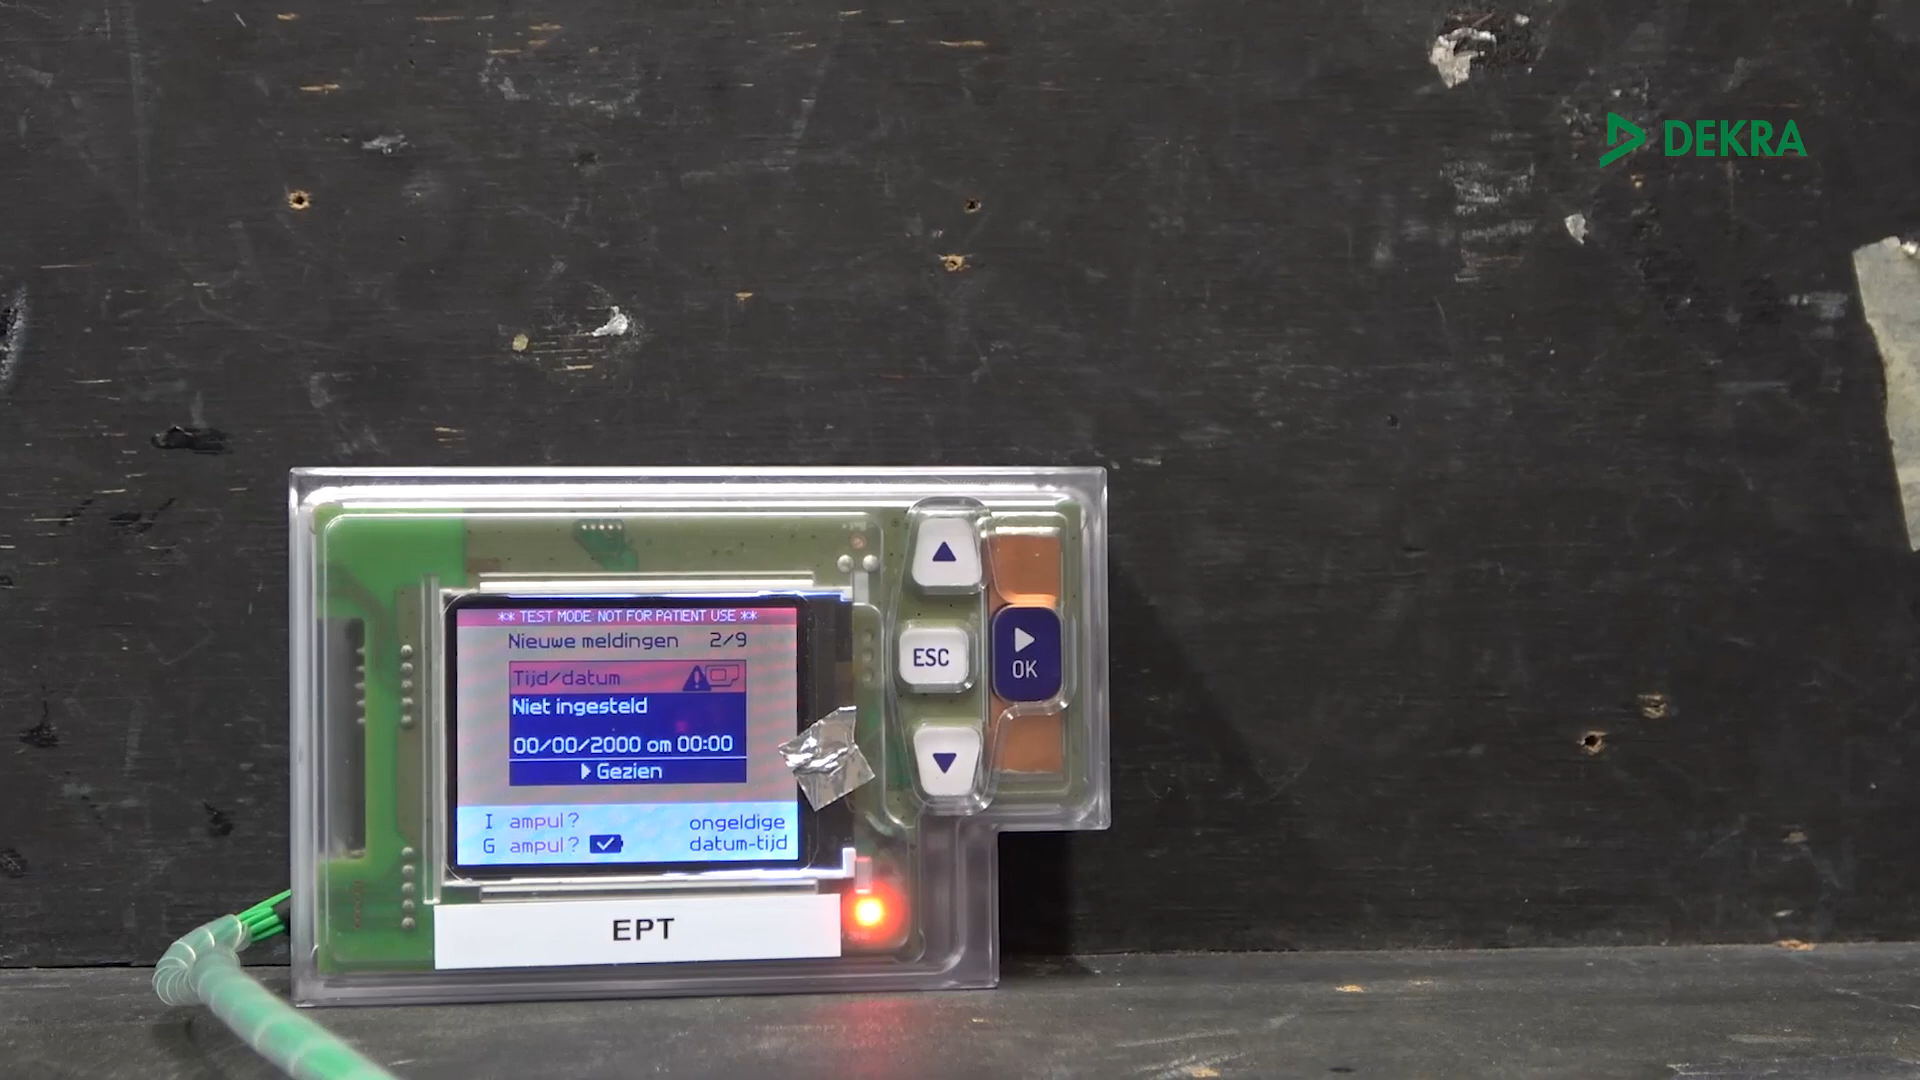 DEKRA
** TEST MODE NOT FOR PATIENT USE **
Nieuwe meldingen 2/9
Tijd/datum
Niet ingesteld
00/00/2000 om 00:00
Gezien
I ampul? ongeldige
G ampul? datum-tijd
ESC
OK
EPT